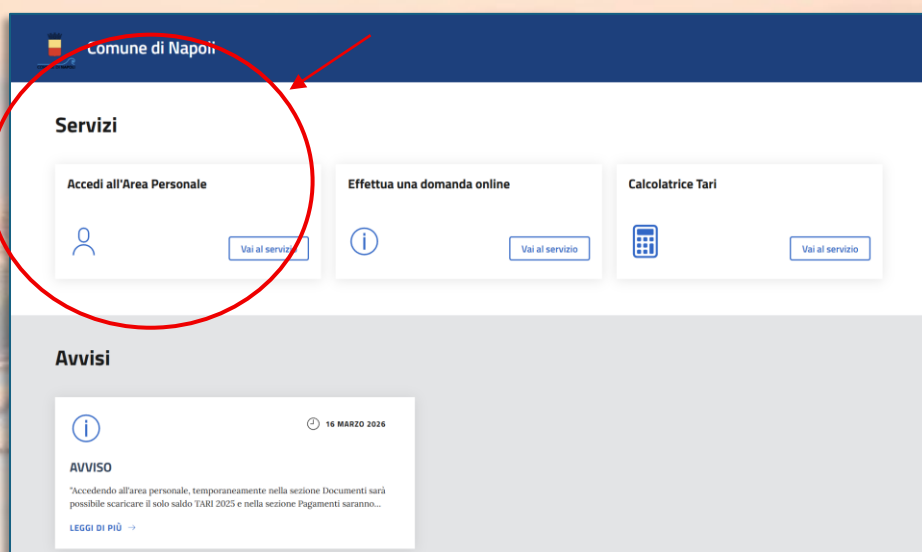 Comune di Napoli
Servizi
Accedi all'Area Personale
Vai al servizio
Effettua una domanda online
Vai al servizio
Calcolatrice Tari
Vai al servizio
Avvisi
16 MARZO 2026
AVVISO
"Accedendo all'area personale, temporaneamente nella sezione Documenti sarà
possibile scaricare il solo saldo TARI 2025 e nella sezione Pagamenti saranno...
LEGGI DI PIÙ →